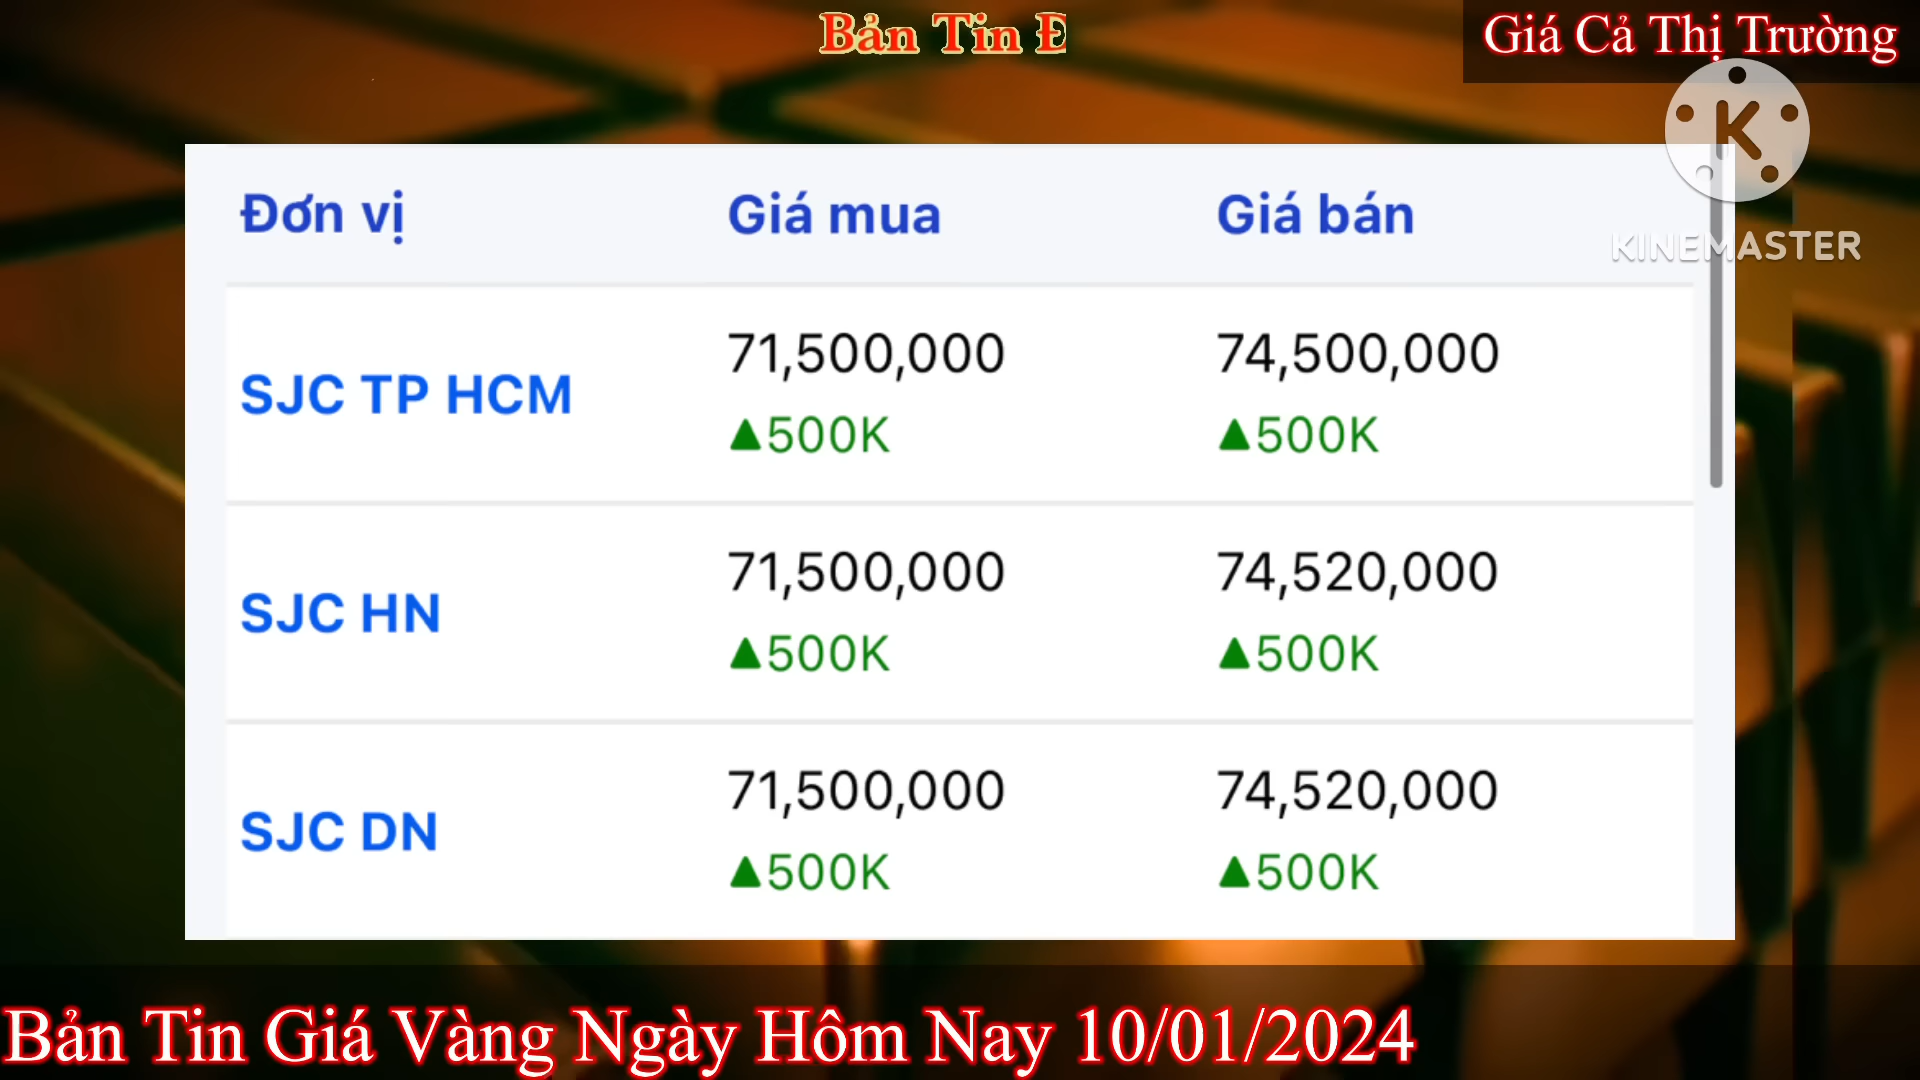 Bản Tin Đ
Giá Cả Thị Trường
K
KINEMASTER
Đơn vị Giá mua Giá bán
71,500,000 74,500,000
SJC TP HCM
▲500K ▲500K
71,500,000 74,520,000
SJC HN
▲500K ▲500K
71,500,000 74,520,000
SJC DN
▲500K ▲500K
Bản Tin Giá Vàng Ngày Hôm Nay 10/01/2024